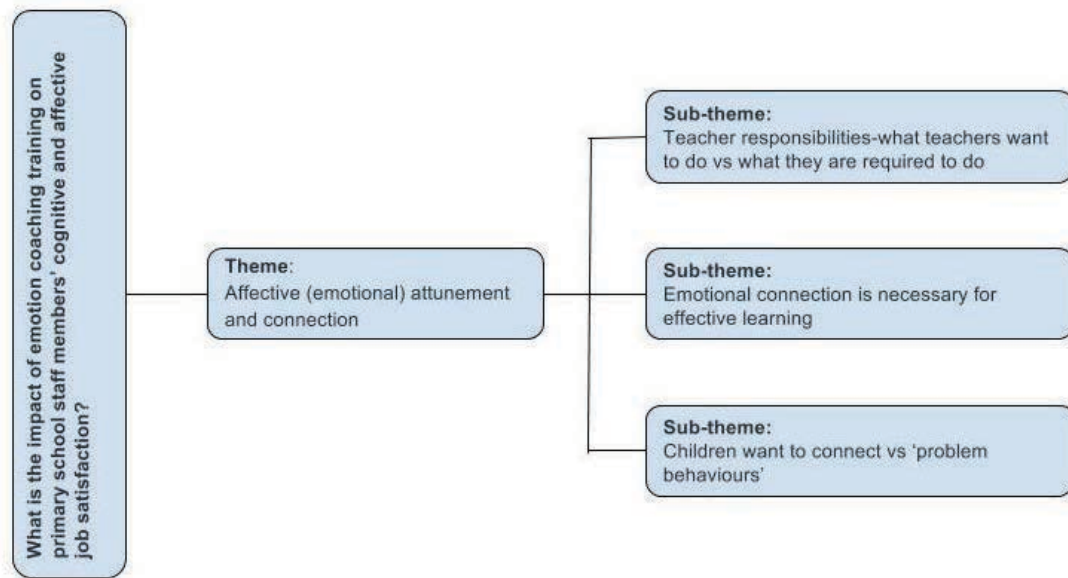 What is the impact of emotion coaching training on
primary school staff members' cognitive and affective
job satisfaction?
Theme:
Affective (emotional) attunement
and connection
Sub-theme:
Teacher responsibilities-what teachers want
to do vs what they are required to do
Sub-theme:
Emotional connection is necessary for
effective learning
Sub-theme:
Children want to connect vs ‘problem
behaviours’